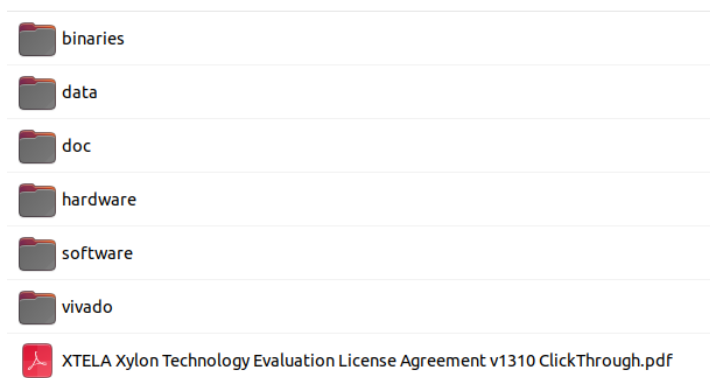 binaries
data
doc
hardware
software
vivado
XTELA Xylon Technology Evaluation License Agreement v1310 ClickThrough.pdf